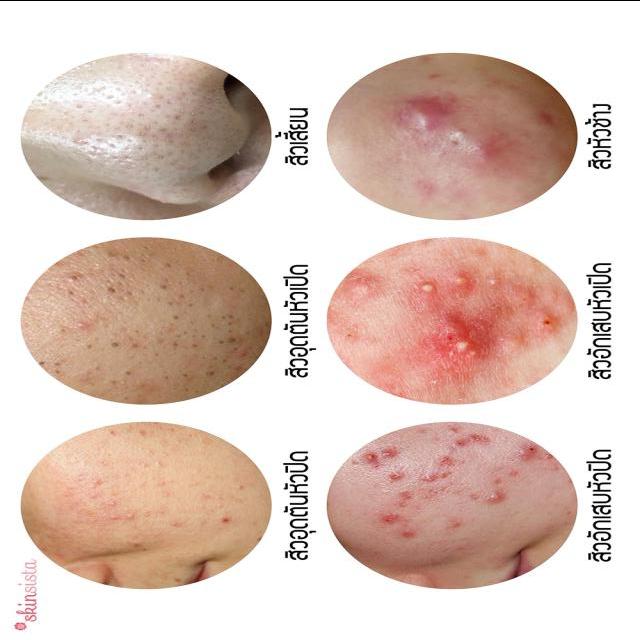 skinsista
สิวอุดตันหัวปิด
สิวอุดตันหัวเปิด
สิวเสี้ยน
สิวอักเสบหัวปิด
สิวอักเสบหัวเปิด
สิวหัวช้าง